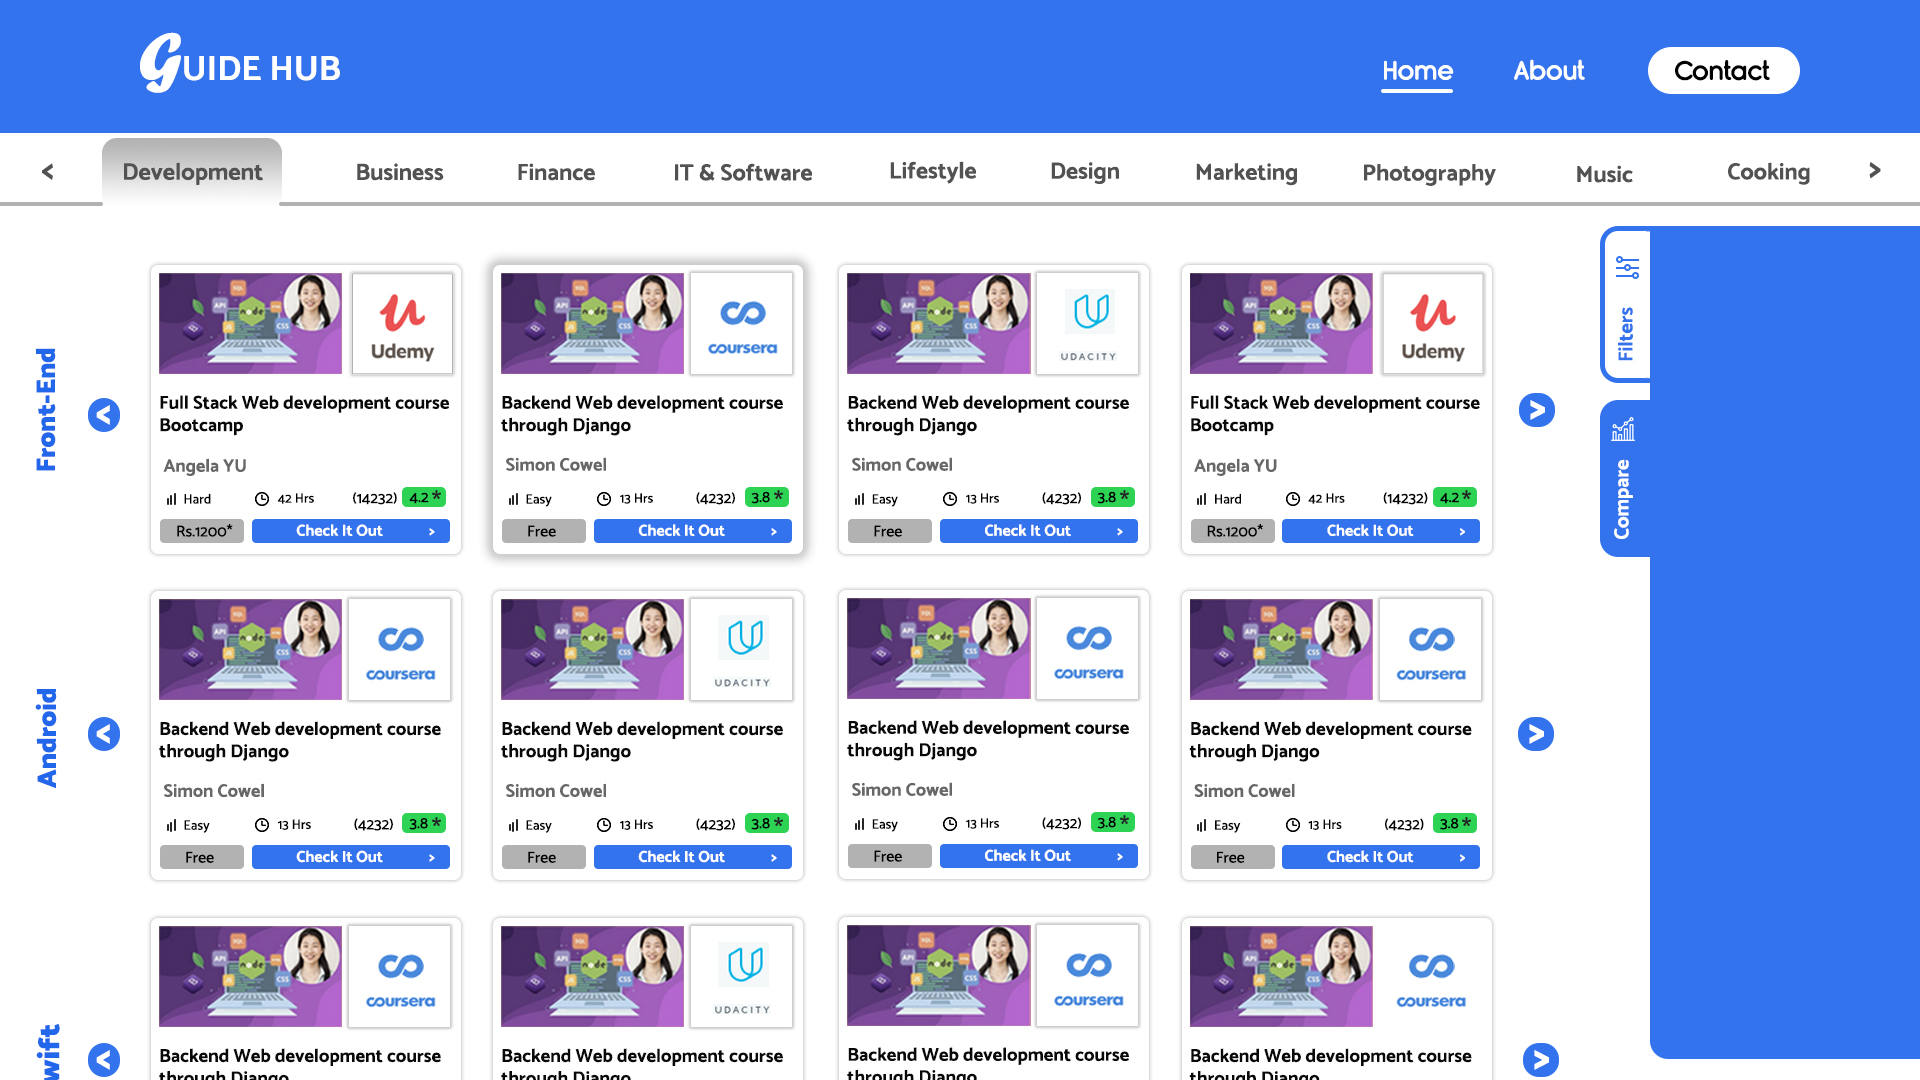 GUIDE HUB
Home
About
Contact
<
Development
Business
Finance
IT & Software
Lifestyle
Design
Marketing
Photography
Music
Cooking
>
Front-End
<
Udemy
Full Stack Web development course
Bootcamp
Angela YU
Hard
42 Hrs
(14232)
4.2 *
Rs.1200*
Check It Out >
coursera
Backend Web development course
through Django
Simon Cowel
Easy
13 Hrs
(4232)
3.8 *
Free
Check It Out >
UDACITY
Backend Web development course
through Django
Simon Cowel
Easy
13 Hrs
(4232)
3.8 *
Free
Check It Out >
Udemy
Full Stack Web development course
Bootcamp
Angela YU
Hard
42 Hrs
(14232)
4.2 *
Rs.1200*
Check It Out >
>
Filters
Compare
Android
<
coursera
Backend Web development course
through Django
Simon Cowel
Easy
13 Hrs
(4232)
3.8 *
Free
Check It Out >
UDACITY
Backend Web development course
through Django
Simon Cowel
Easy
13 Hrs
(4232)
3.8 *
Free
Check It Out >
coursera
Backend Web development course
through Django
Simon Cowel
Easy
13 Hrs
(4232)
3.8 *
Free
Check It Out >
coursera
Backend Web development course
through Django
Simon Cowel
Easy
13 Hrs
(4232)
3.8 *
Free
Check It Out >
>
wift
<
coursera
Backend Web development course
through Django
UDACITY
Backend Web development course
through Django
coursera
Backend Web development course
through Django
coursera
Backend Web development course
through Django
>